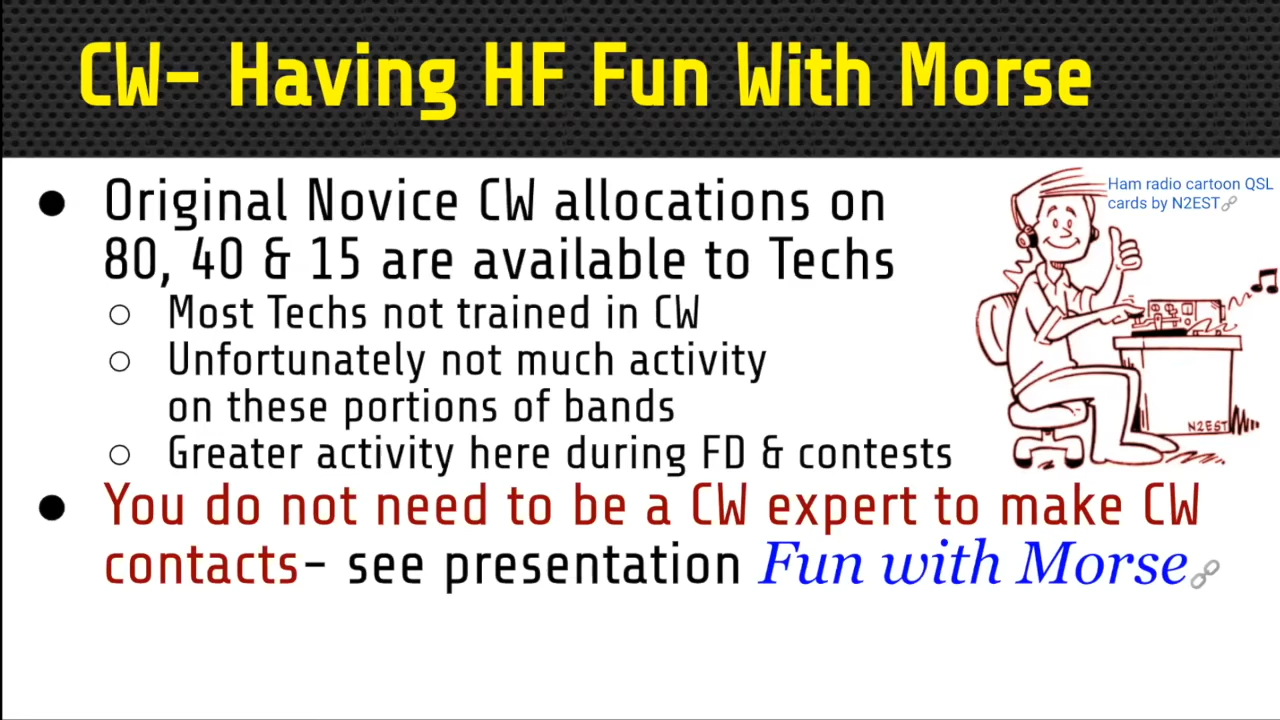 CW- Having HF Fun With Morse
● Original Novice CW allocations on
80, 40 & 15 are available to Techs
○ Most Techs not trained in CW
○ Unfortunately not much activity
on these portions of bands
○ Greater activity here during FD & contests
● You do not need to be a CW expert to make CW
contacts- see presentation Fun with Morse
Ham radio cartoon QSL
cards by N2EST
N2EST